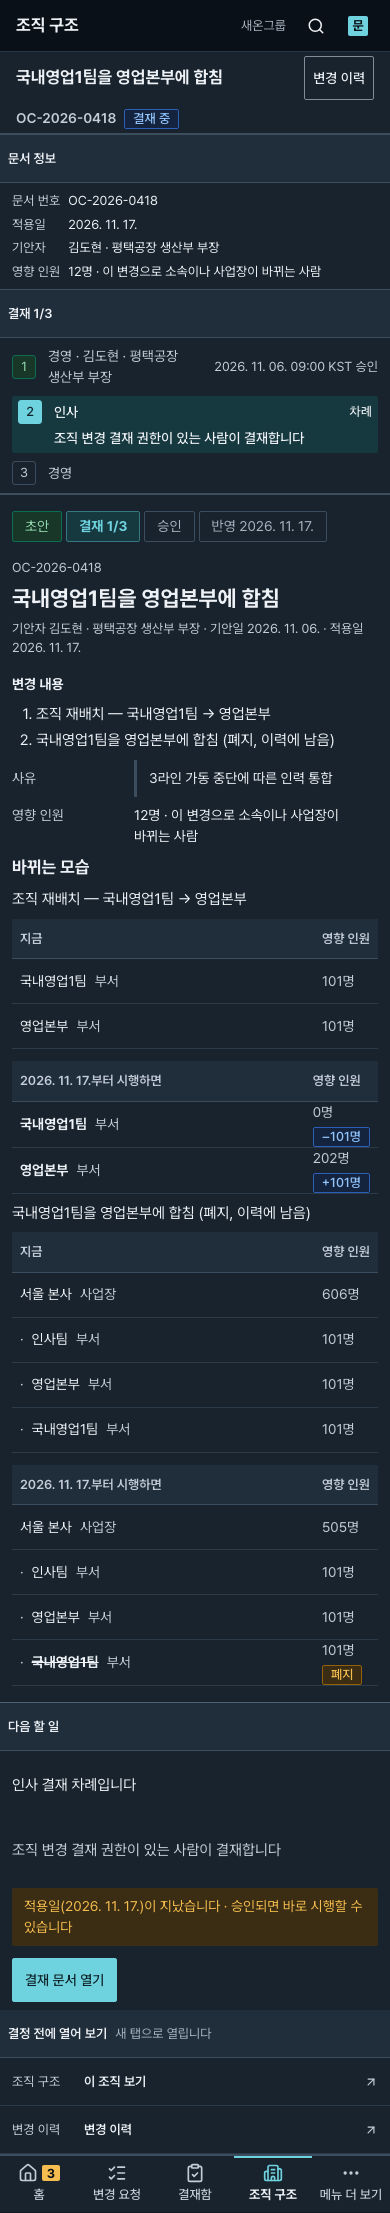 조직 구조
새온그룹
문
국내영업1팀을 영업본부에 합침
변경 이력
OC-2026-0418 결재 중
문서 정보
문서 번호 OC-2026-0418
적용일 2026. 11. 17.
기안자 김도현 · 평택공장 생산부 부장
영향 인원 12명 · 이 변경으로 소속이나 사업장이 바뀌는 사람
결재 1/3
1 경영 · 김도현 · 평택공장
생산부 부장
2026. 11. 06. 09:00 KST 승인
2 인사 차례
조직 변경 결재 권한이 있는 사람이 결재합니다
3 경영
초안 결재 1/3 승인 반영 2026. 11. 17.
OC-2026-0418
국내영업1팀을 영업본부에 합침
기안자 김도현 · 평택공장 생산부 부장 · 기안일 2026. 11. 06. · 적용일
2026. 11. 17.
변경 내용
1. 조직 재배치 — 국내영업1팀 → 영업본부
2. 국내영업1팀을 영업본부에 합침 (폐지, 이력에 남음)
사유 3라인 가동 중단에 따른 인력 통합
영향 인원 12명 · 이 변경으로 소속이나 사업장이
바뀌는 사람
바뀌는 모습
조직 재배치 — 국내영업1팀 → 영업본부
지금 영향 인원
국내영업1팀 부서 101명
영업본부 부서 101명
2026. 11. 17.부터 시행하면 영향 인원
국내영업1팀 부서 0명
−101명
영업본부 부서 202명
+101명
국내영업1팀을 영업본부에 합침 (폐지, 이력에 남음)
지금 영향 인원
서울 본사 사업장 606명
· 인사팀 부서 101명
· 영업본부 부서 101명
· 국내영업1팀 부서 101명
2026. 11. 17.부터 시행하면 영향 인원
서울 본사 사업장 505명
· 인사팀 부서 101명
· 영업본부 부서 101명
· 국내영업1팀 부서 101명
폐지
다음 할 일
인사 결재 차례입니다
조직 변경 결재 권한이 있는 사람이 결재합니다
적용일(2026. 11. 17.)이 지났습니다 · 승인되면 바로 시행할 수
있습니다
결재 문서 열기
결정 전에 열어 보기 새 탭으로 열립니다
조직 구조 이 조직 보기
변경 이력 변경 이력
3
홈 변경 요청 결재함 조직 구조 메뉴 더 보기